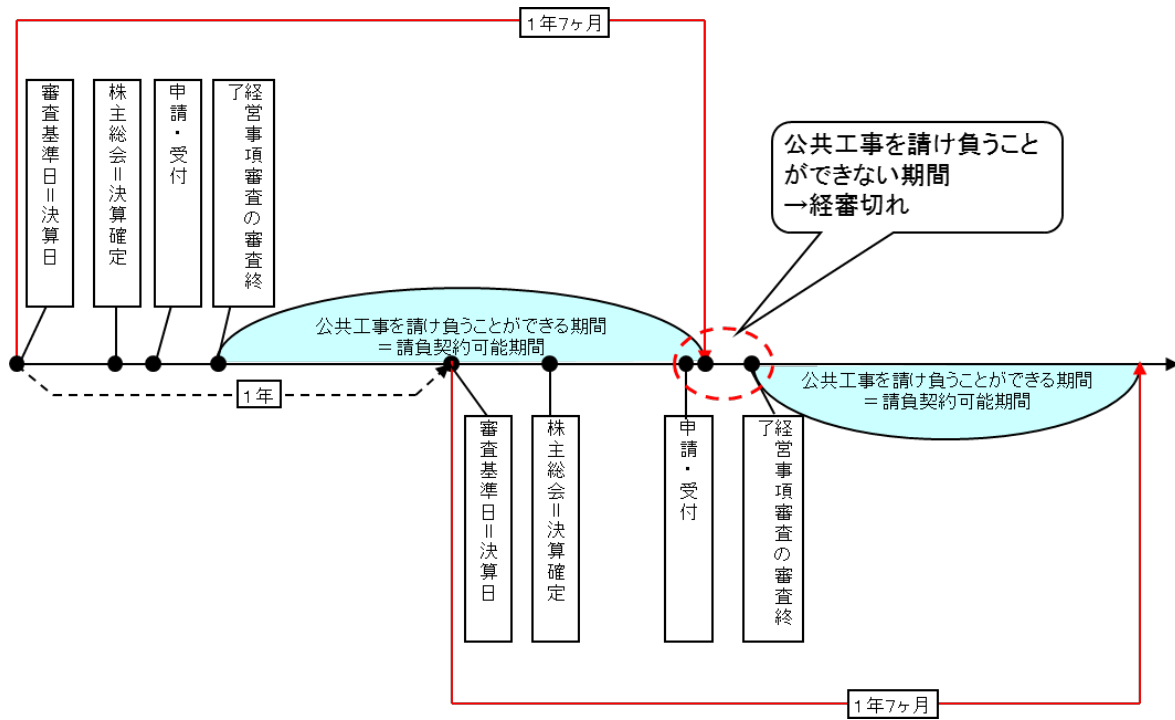 1年7ヶ月
審査基準日＝決算日
株主総会＝決算確定
申請・受付
経営事項審査の審査終
了
公共工事を請け負うこと
ができない期間
→経審切れ
公共工事を請け負うことができる期間
＝請負契約可能期間
公共工事を請け負うことができる期間
＝請負契約可能期間
1年
審査基準日＝決算日
株主総会＝決算確定
申請・受付
経営事項審査の審査終
了
1年7ヶ月